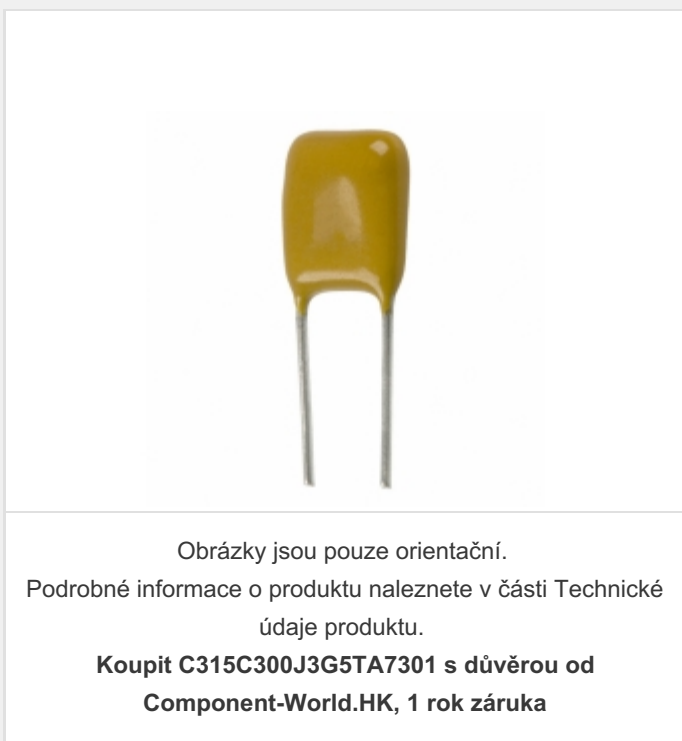 Obrázky jsou pouze orientační.
Podrobné informace o produktu naleznete v části Technické
údaje produktu.
Koupit C315C300J3G5TA7301 s důvěrou od
Component-World.HK, 1 rok záruka